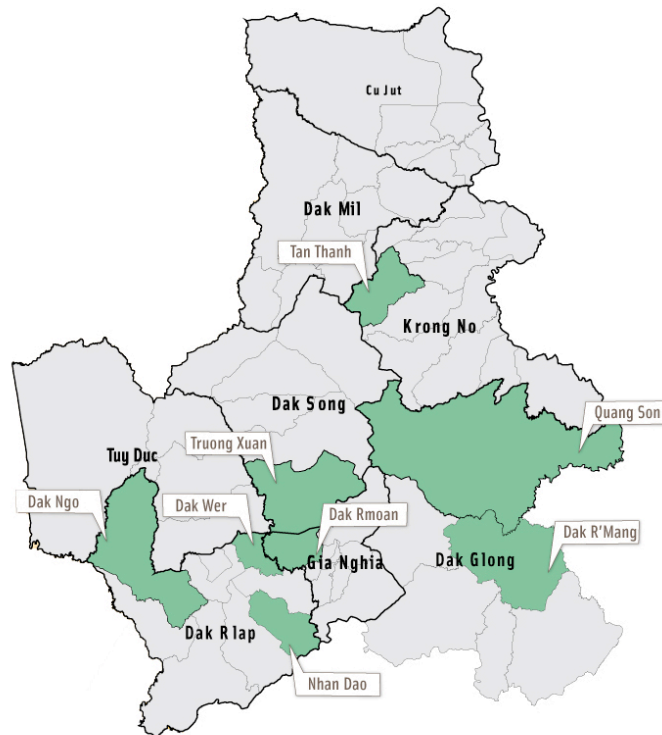 Cu Jut
Dak Mil
Tan Thanh
Krong No
Dak Song
Quang Son
Truong Xuan
Tuy Duc
Dak Ngo
Dak Wer
Dak Rmoan
Dak R'Mang
Gia Nghia
Dak Glong
Dak Rlap
Nhan Dao